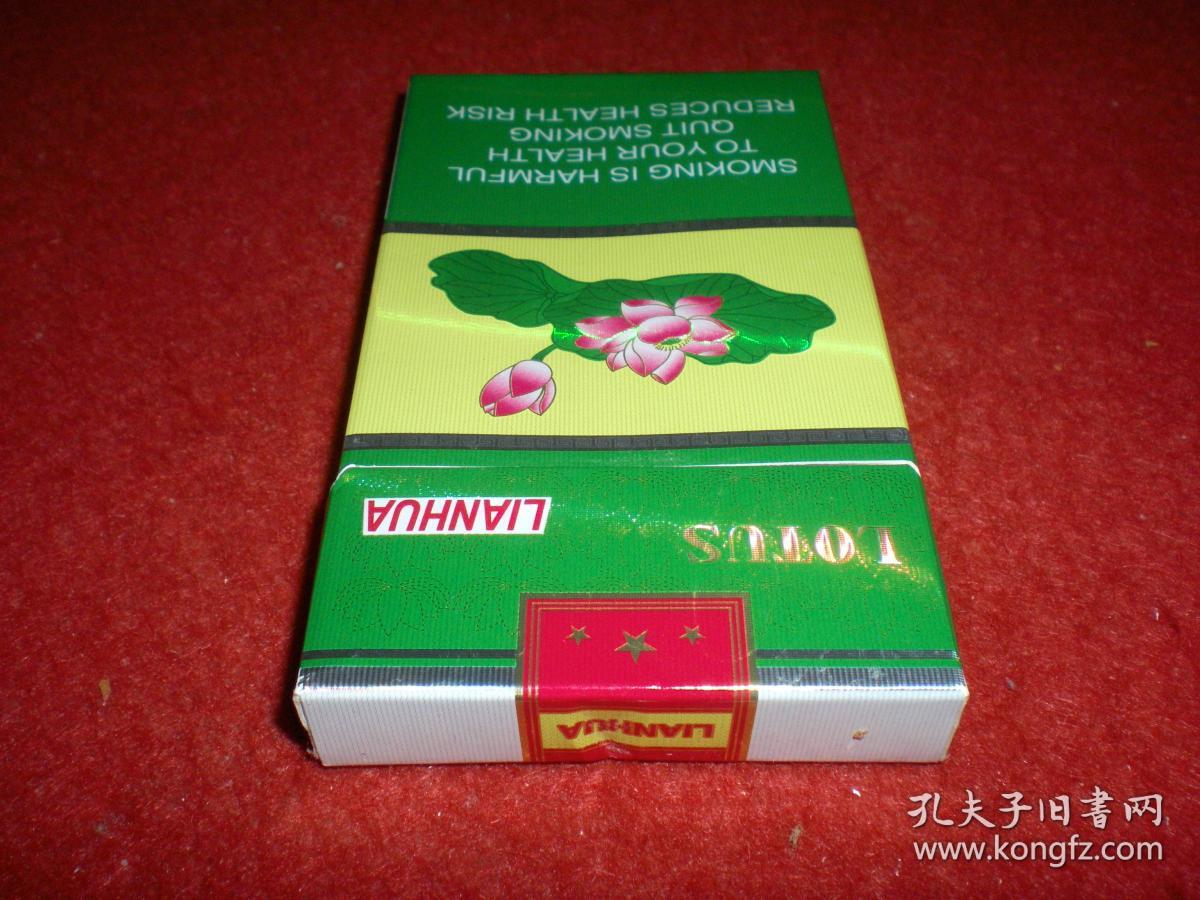 SMOKING IS HARMFUL
TO YOUR HEALTH
QUIT SMOKING
REDUCES HEALTH RISK
LOTUS
LIANHUA
LIANHUA
孔夫子旧书网
www.kongfz.com